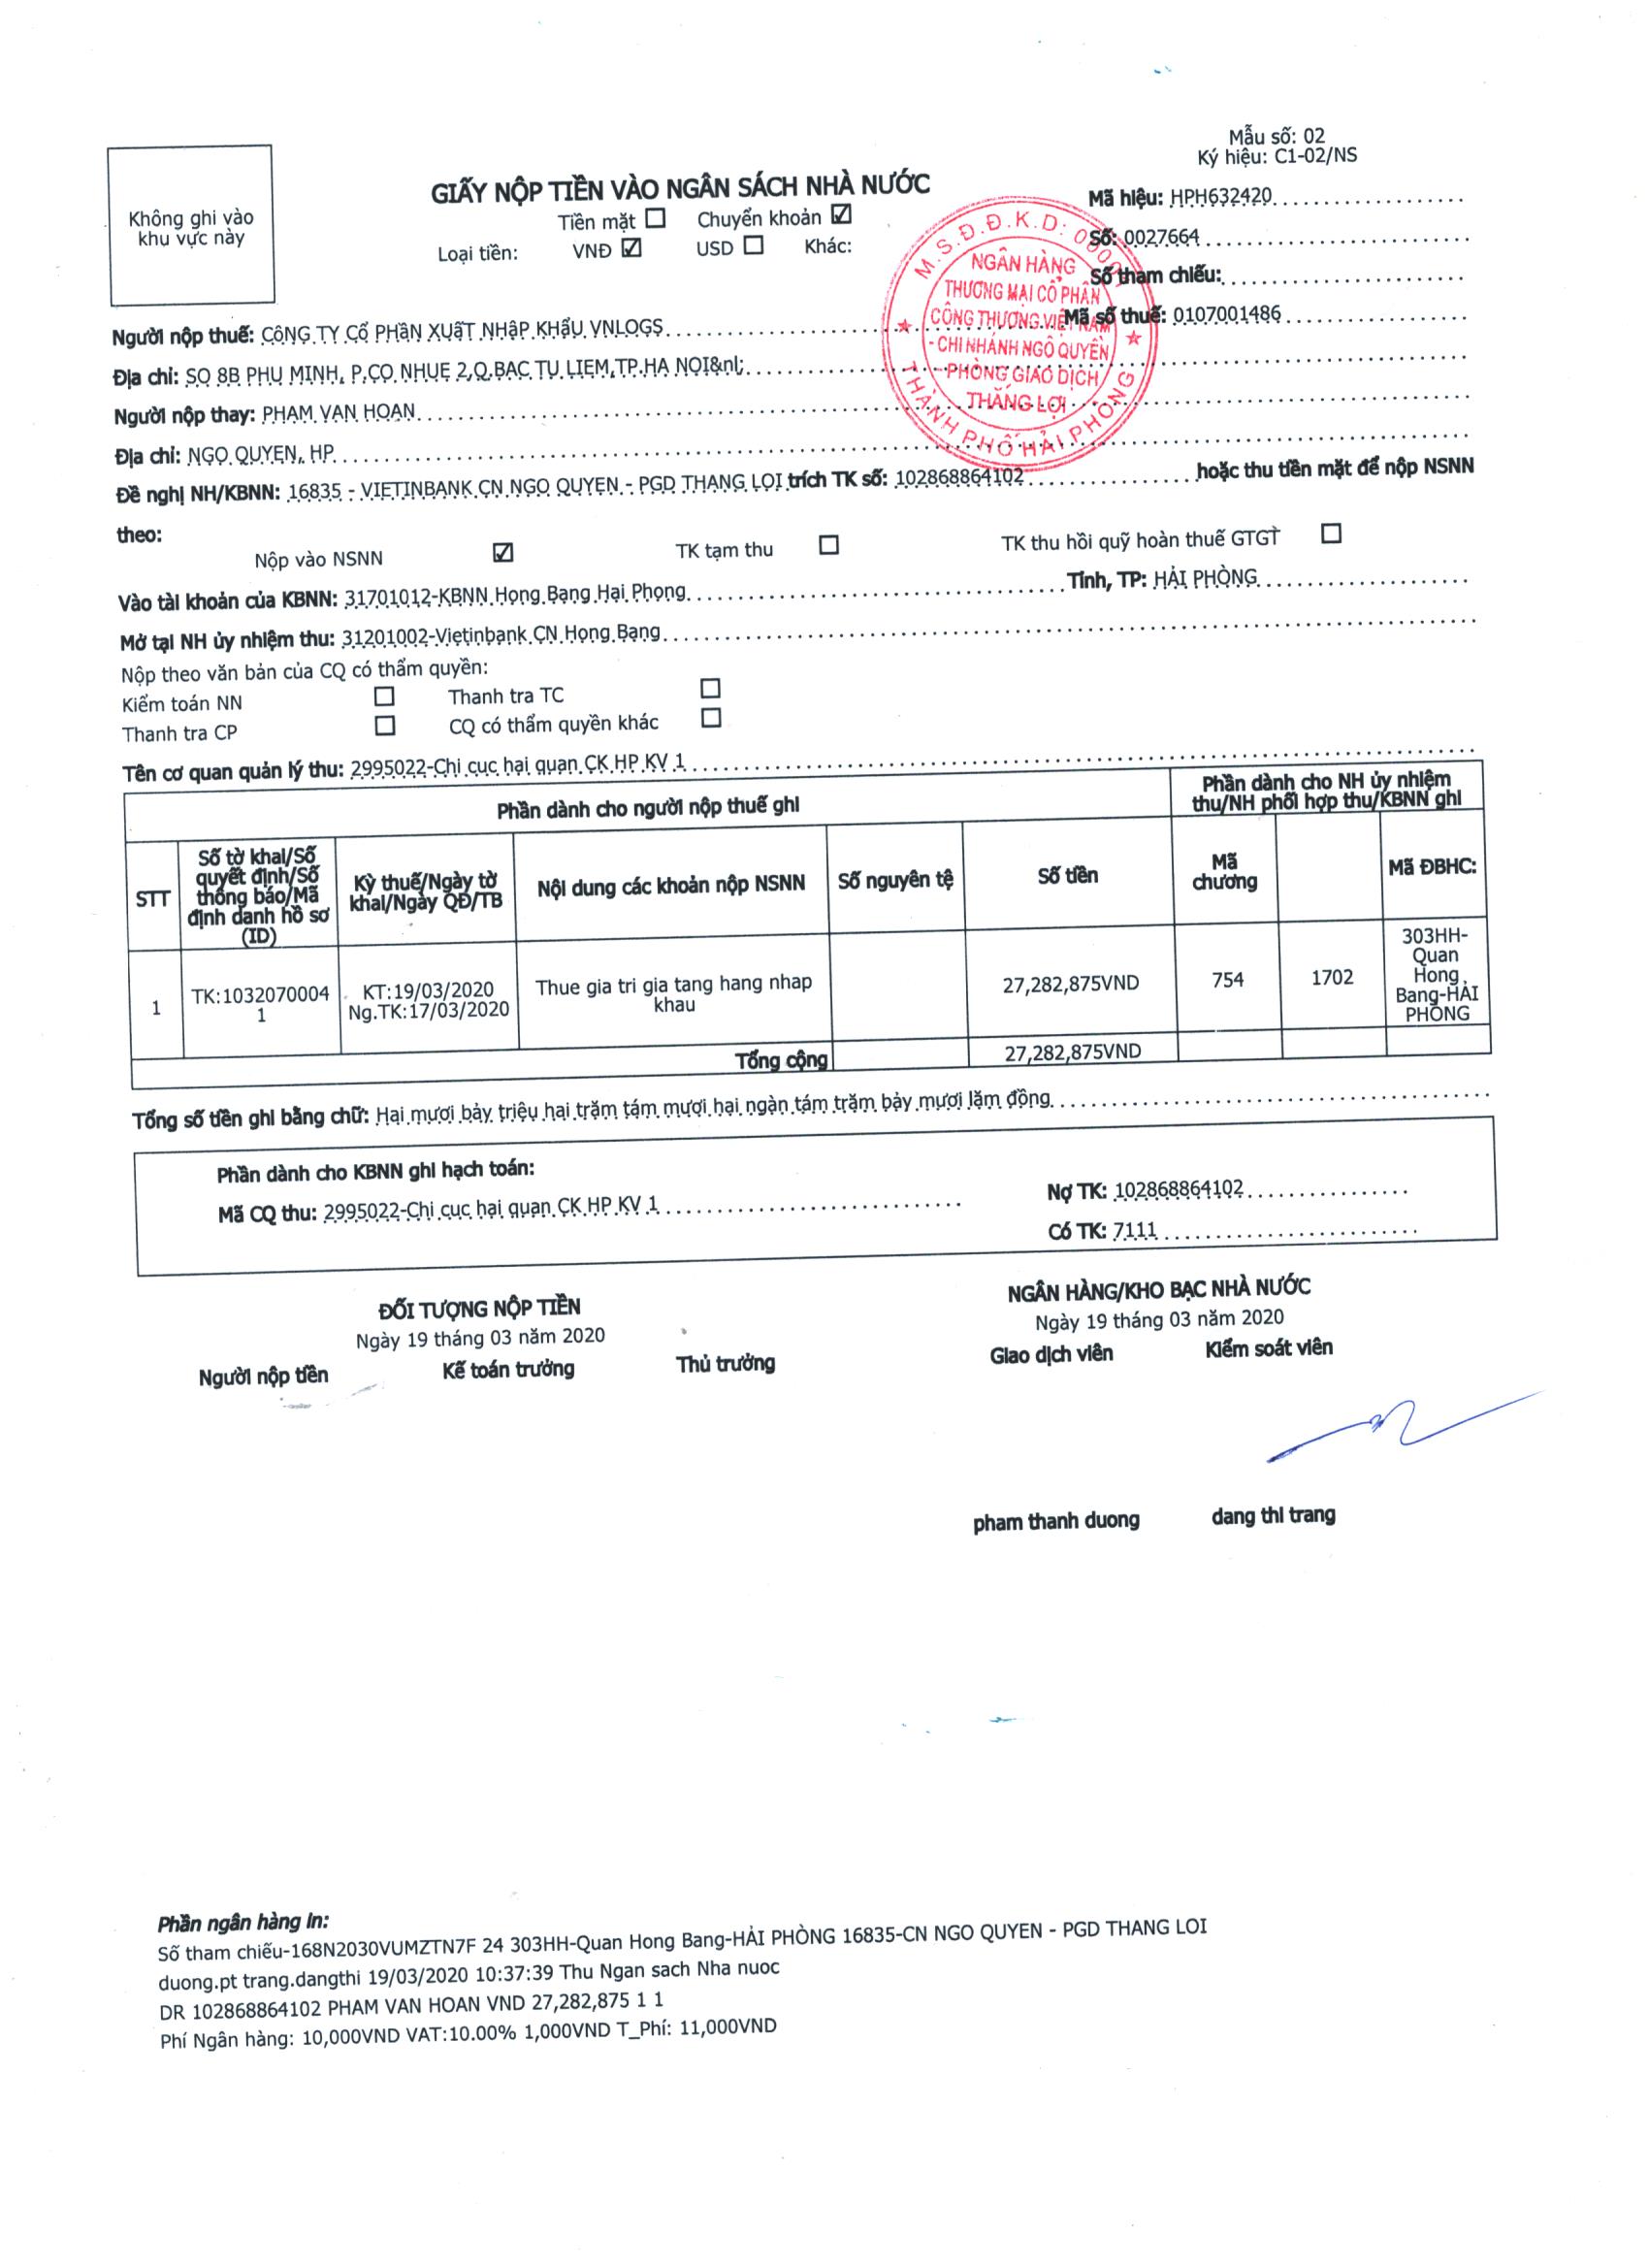 Mẫu số: 02
Ký hiệu: C1-02/NS
Không ghi vào
khu vực này
GIẤY NỘP TIỀN VÀO NGÂN SÁCH NHÀ NƯỚC
Tiền mặt ☐ Chuyển khoản ☑
Loại tiền: VNĐ ☑ USD ☐ Khác:
Mã hiệu: HPH632420
Số: 0027664
Số tham chiếu:
Mã số thuế: 0107001486
M.S.Đ.Đ.K.D: 0000
NGÂN HÀNG
THƯƠNG MẠI CỔ PHẦN
CÔNG THƯƠNG VIỆT NAM
- CHI NHÁNH NGÔ QUYỀN
- PHÒNG GIAO DỊCH
THẮNG LỢI
THÀNH PHỐ HẢI PHÒNG
Người nộp thuế: CôNG TY Cổ PHầN XUấT NHậP KHẩU VNLOGS
Địa chỉ: SO 8B PHU MINH, P.CO NHUE 2,Q.BAC TU LIEM,TP.HA NOI&nl;
Người nộp thay: PHAM VAN HOAN
Địa chỉ: NGO QUYEN, HP
Đề nghị NH/KBNN: 16835 - VIETINBANK CN NGO QUYEN - PGD THANG LOI trích TK số: 102868864102 hoặc thu tiền mặt để nộp NSNN
theo:
Nộp vào NSNN ☑ TK tạm thu ☐ TK thu hồi quỹ hoàn thuế GTGT ☐
Vào tài khoản của KBNN: 31701012-KBNN Hong Bang Hai Phong Tỉnh, TP: HẢI PHÒNG
Mở tại NH ủy nhiệm thu: 31201002-Vietinbank CN Hong Bang
Nộp theo văn bản của CQ có thẩm quyền:
Kiểm toán NN ☐ Thanh tra TC ☐
Thanh tra CP ☐ CQ có thẩm quyền khác ☐
Tên cơ quan quản lý thu: 2995022-Chi cuc hai quan CK HP KV 1
Phần dành cho người nộp thuế ghi
Phần dành cho NH ủy nhiệm
thu/NH phối hợp thu/KBNN ghi
STT
Số tờ khai/Số
quyết định/Số
thông báo/Mã
định danh hồ sơ
(ID)
Kỳ thuế/Ngày tờ
khai/Ngày QĐ/TB
Nội dung các khoản nộp NSNN
Số nguyên tệ
Số tiền
Mã
chương
Mã ĐBHC:
1
TK:1032070004
1
KT:19/03/2020
Ng.TK:17/03/2020
Thue gia tri gia tang hang nhap
khau
27,282,875VND
754
1702
303HH-
Quan
Hong
Bang-HẢI
PHÒNG
Tổng cộng 27,282,875VND
Tổng số tiền ghi bằng chữ: Hai mươi bảy triệu hai trăm tám mươi hai ngàn tám trăm bảy mươi lăm đồng
Phần dành cho KBNN ghi hạch toán:
Mã CQ thu: 2995022-Chi cuc hai quan CK HP KV 1
Nợ TK: 102868864102
Có TK: 7111
ĐỐI TƯỢNG NỘP TIỀN
Ngày 19 tháng 03 năm 2020
Người nộp tiền Kế toán trưởng Thủ trưởng
NGÂN HÀNG/KHO BẠC NHÀ NƯỚC
Ngày 19 tháng 03 năm 2020
Giao dịch viên Kiểm soát viên
pham thanh duong dang thi trang
Phần ngân hàng in:
Số tham chiếu-168N2030VUMZTN7F 24 303HH-Quan Hong Bang-HẢI PHÒNG 16835-CN NGO QUYEN - PGD THANG LOI
duong.pt trang.dangthi 19/03/2020 10:37:39 Thu Ngan sach Nha nuoc
DR 102868864102 PHAM VAN HOAN VND 27,282,875 1 1
Phí Ngân hàng: 10,000VND VAT:10.00% 1,000VND T_Phí: 11,000VND